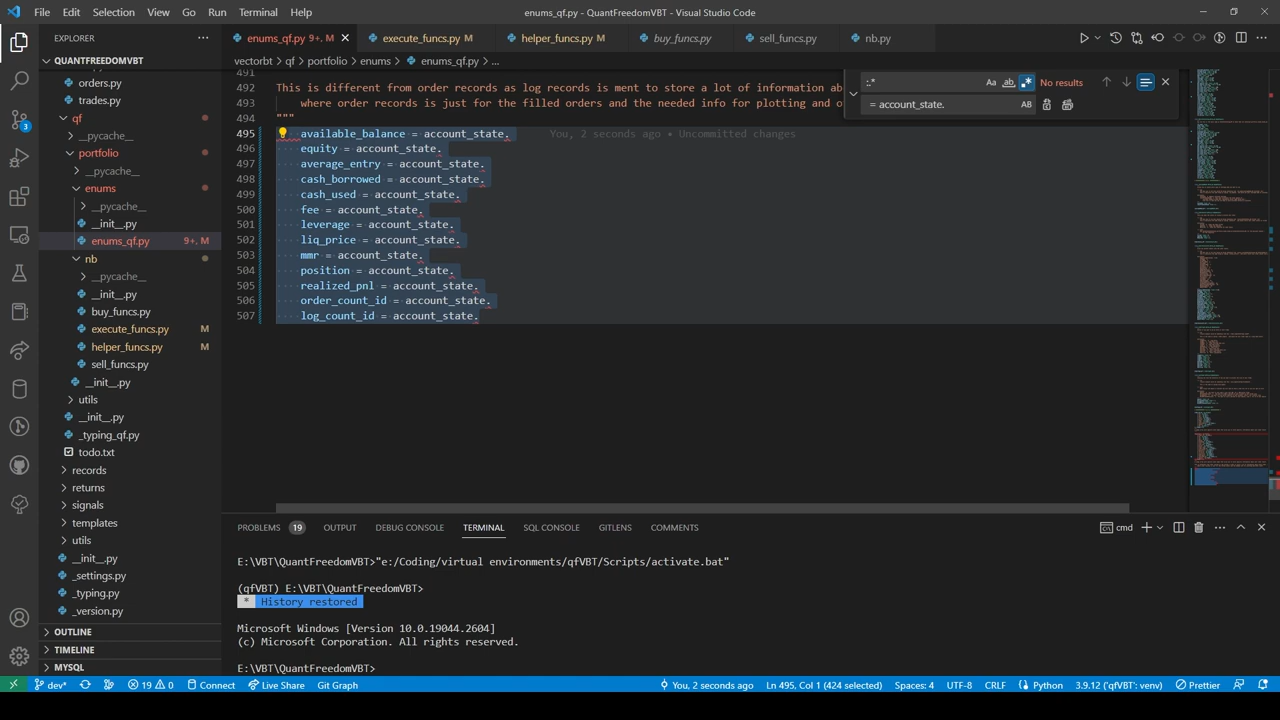 File Edit Selection View Go Run Terminal Help
enums_qf.py - QuantFreedomVBT - Visual Studio Code
EXPLORER
QUANTFREEDOMVBT
orders.py
trades.py
qf
__pycache__
portfolio
__pycache__
enums
__pycache__
__init__.py
enums_qf.py 9+, M
nb
__pycache__
__init__.py
buy_funcs.py
execute_funcs.py M
helper_funcs.py M
sell_funcs.py
__init__.py
utils
__init__.py
_typing_qf.py
todo.txt
records
returns
signals
templates
utils
__init__.py
_settings.py
_typing.py
_version.py
OUTLINE
TIMELINE
MYSQL
3
enums_qf.py 9+, M
execute_funcs.py M
helper_funcs.py M
buy_funcs.py
sell_funcs.py
nb.py
vectorbt > qf > portfolio > enums > enums_qf.py > ...
:.* Aa ab .* No results
= account_state. AB
491
492 This is different from order records as log records is ment to store a lot of information ab
493 where order records is just for the filled orders and the needed info for plotting and o
494 """
495 available_balance = account_state. You, 2 seconds ago • Uncommitted changes
496 equity = account_state.
497 average_entry = account_state.
498 cash_borrowed = account_state.
499 cash_used = account_state.
500 fee = account_state.
501 leverage = account_state.
502 liq_price = account_state.
503 mmr = account_state.
504 position = account_state.
505 realized_pnl = account_state.
506 order_count_id = account_state.
507 log_count_id = account_state.
PROBLEMS 19 OUTPUT DEBUG CONSOLE TERMINAL SQL CONSOLE GITLENS COMMENTS
cmd
E:\VBT\QuantFreedomVBT>"e:/Coding/virtual environments/qfVBT/Scripts/activate.bat"
(qfVBT) E:\VBT\QuantFreedomVBT>
* History restored
Microsoft Windows [Version 10.0.19044.2604]
(c) Microsoft Corporation. All rights reserved.
E:\VBT\QuantFreedomVBT>
dev* 19 0 Connect Live Share Git Graph
You, 2 seconds ago Ln 495, Col 1 (424 selected) Spaces: 4 UTF-8 CRLF Python 3.9.12 ('qfVBT': venv) Prettier